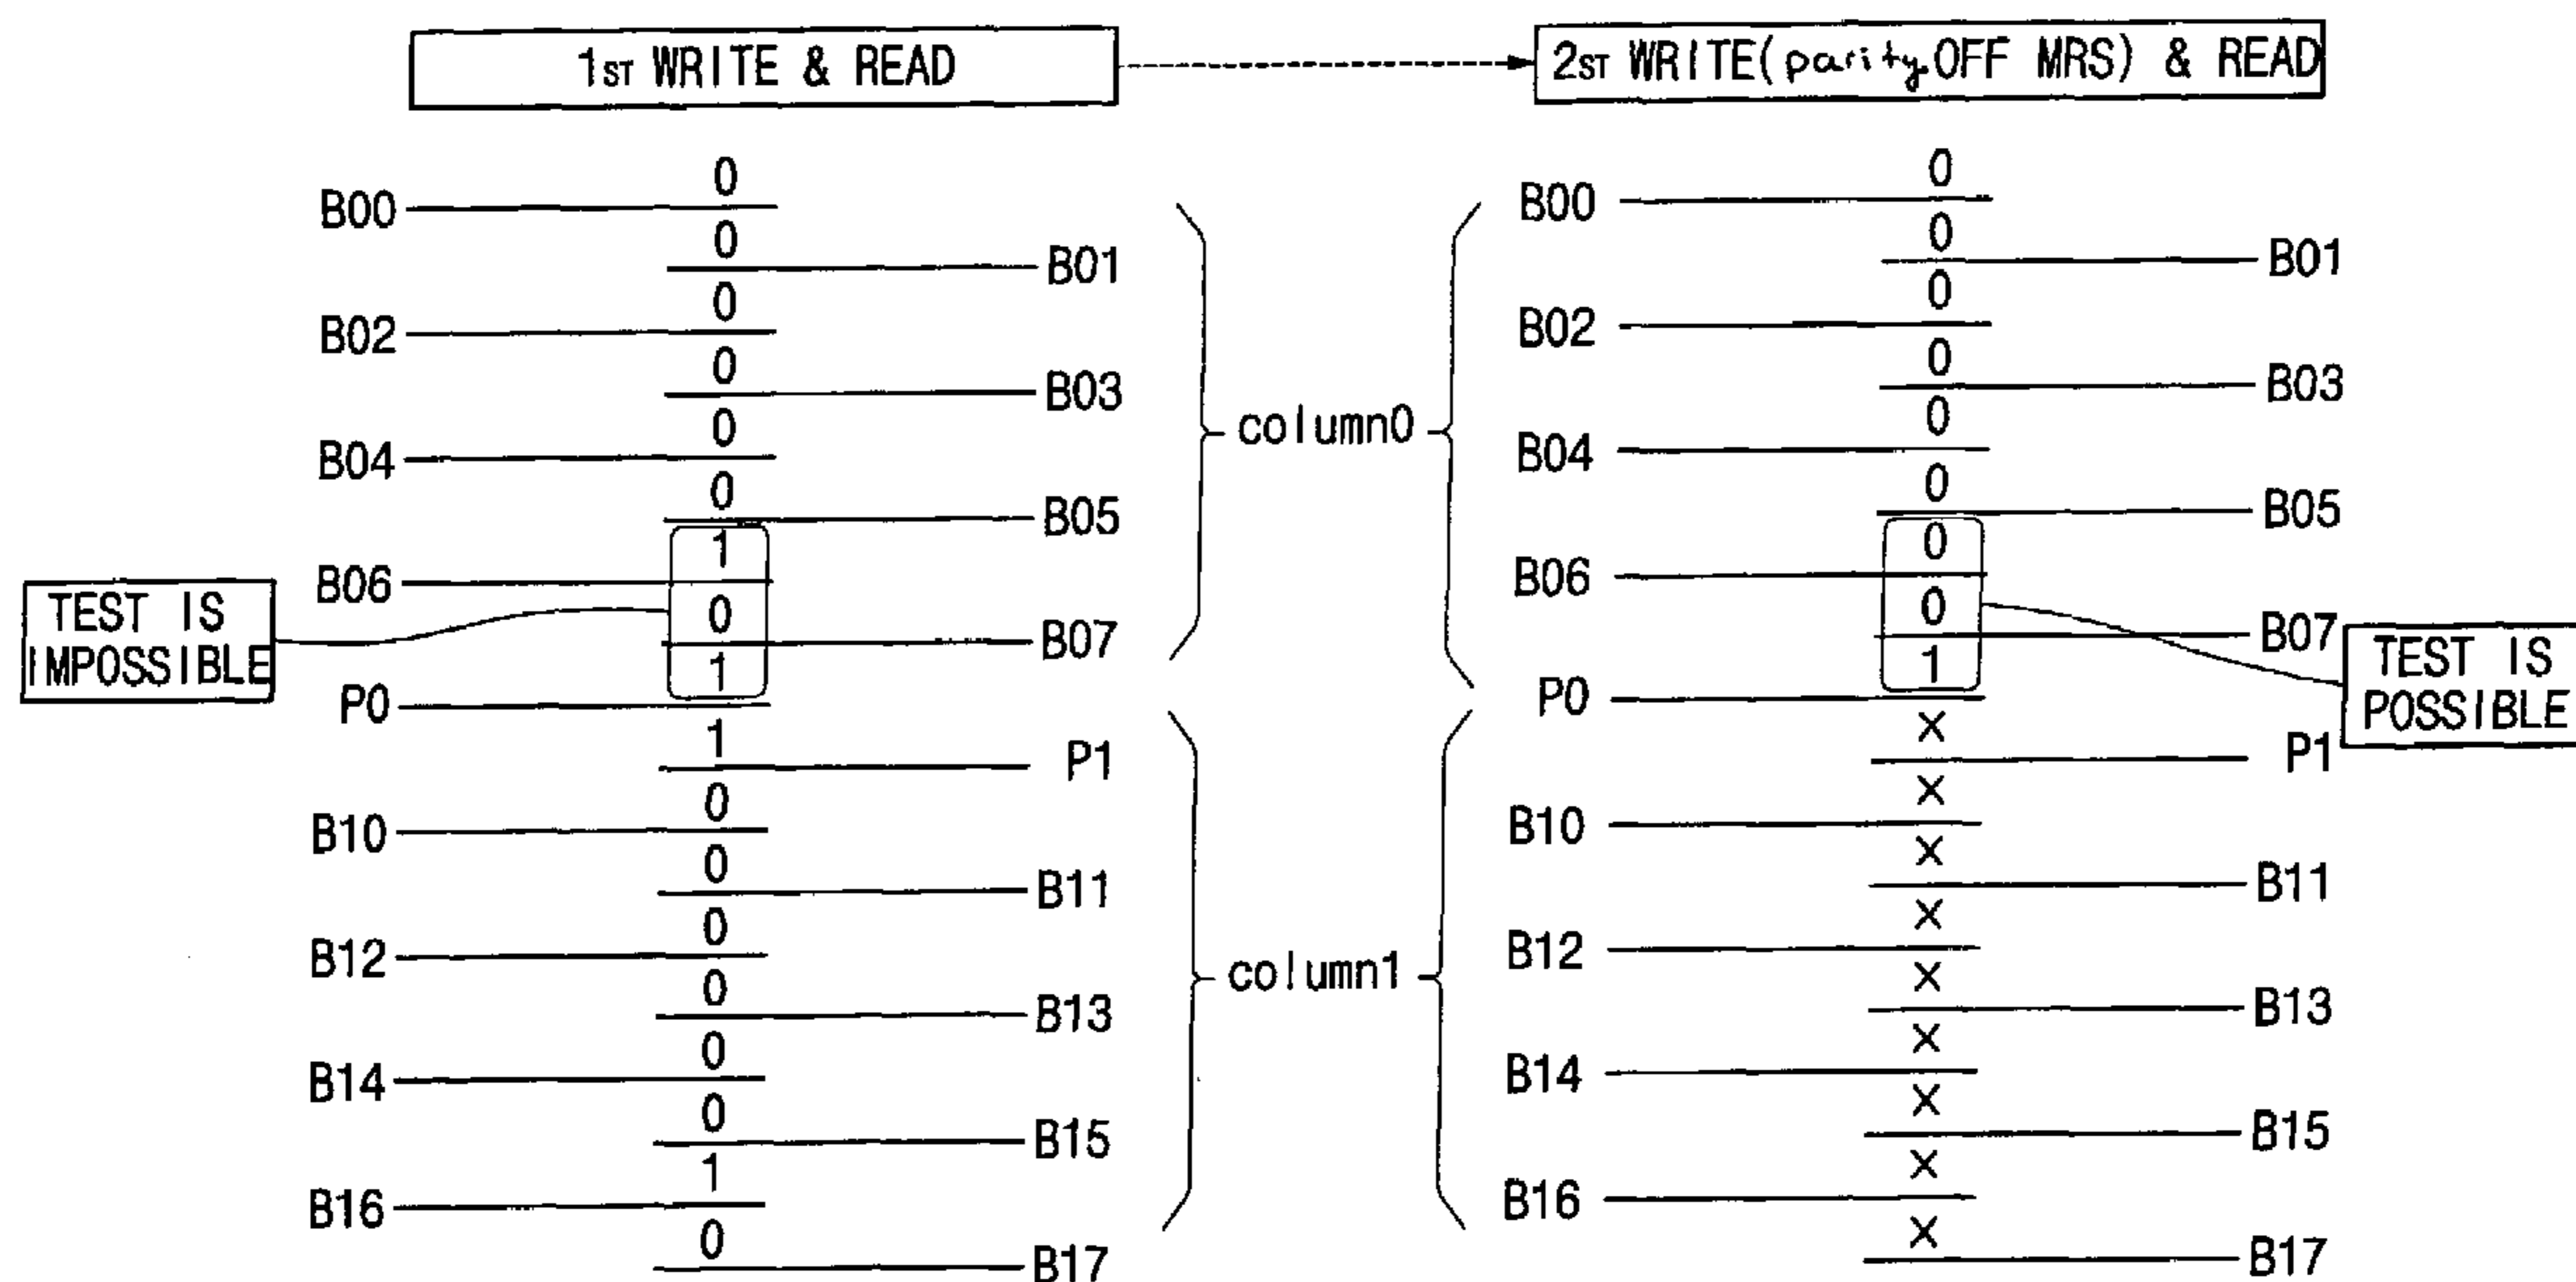 1ST WRITE & READ
2ST WRITE(parity OFF MRS) & READ
0
B00
0
B01
0
B02
0
B03
0
B04
0
B05
1
B06
0
B07
1
P0
1
P1
0
B10
0
B11
0
B12
0
B13
0
B14
0
B15
1
B16
0
B17
TEST IS
IMPOSSIBLE
column0
column1
0
B00
0
B01
0
B02
0
B03
0
B04
0
B05
0
B06
0
B07
1
P0
X
P1
X
B10
X
B11
X
B12
X
B13
X
B14
X
B15
X
B16
X
B17
TEST IS
POSSIBLE